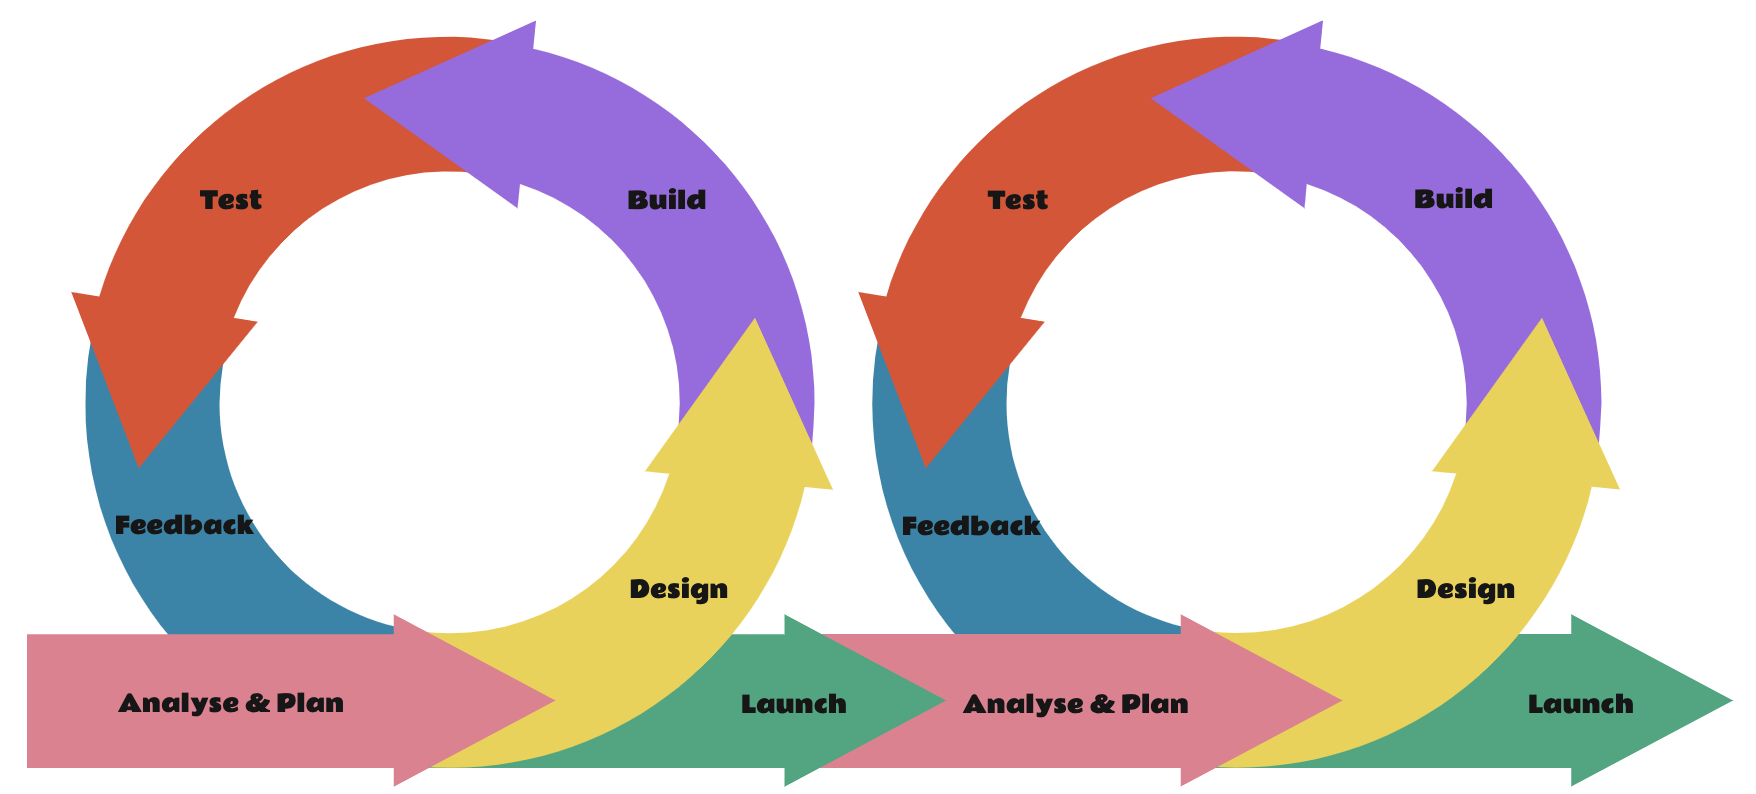 Test
Build
Feedback
Design
Analyse & Plan
Launch
Test
Build
Feedback
Design
Analyse & Plan
Launch